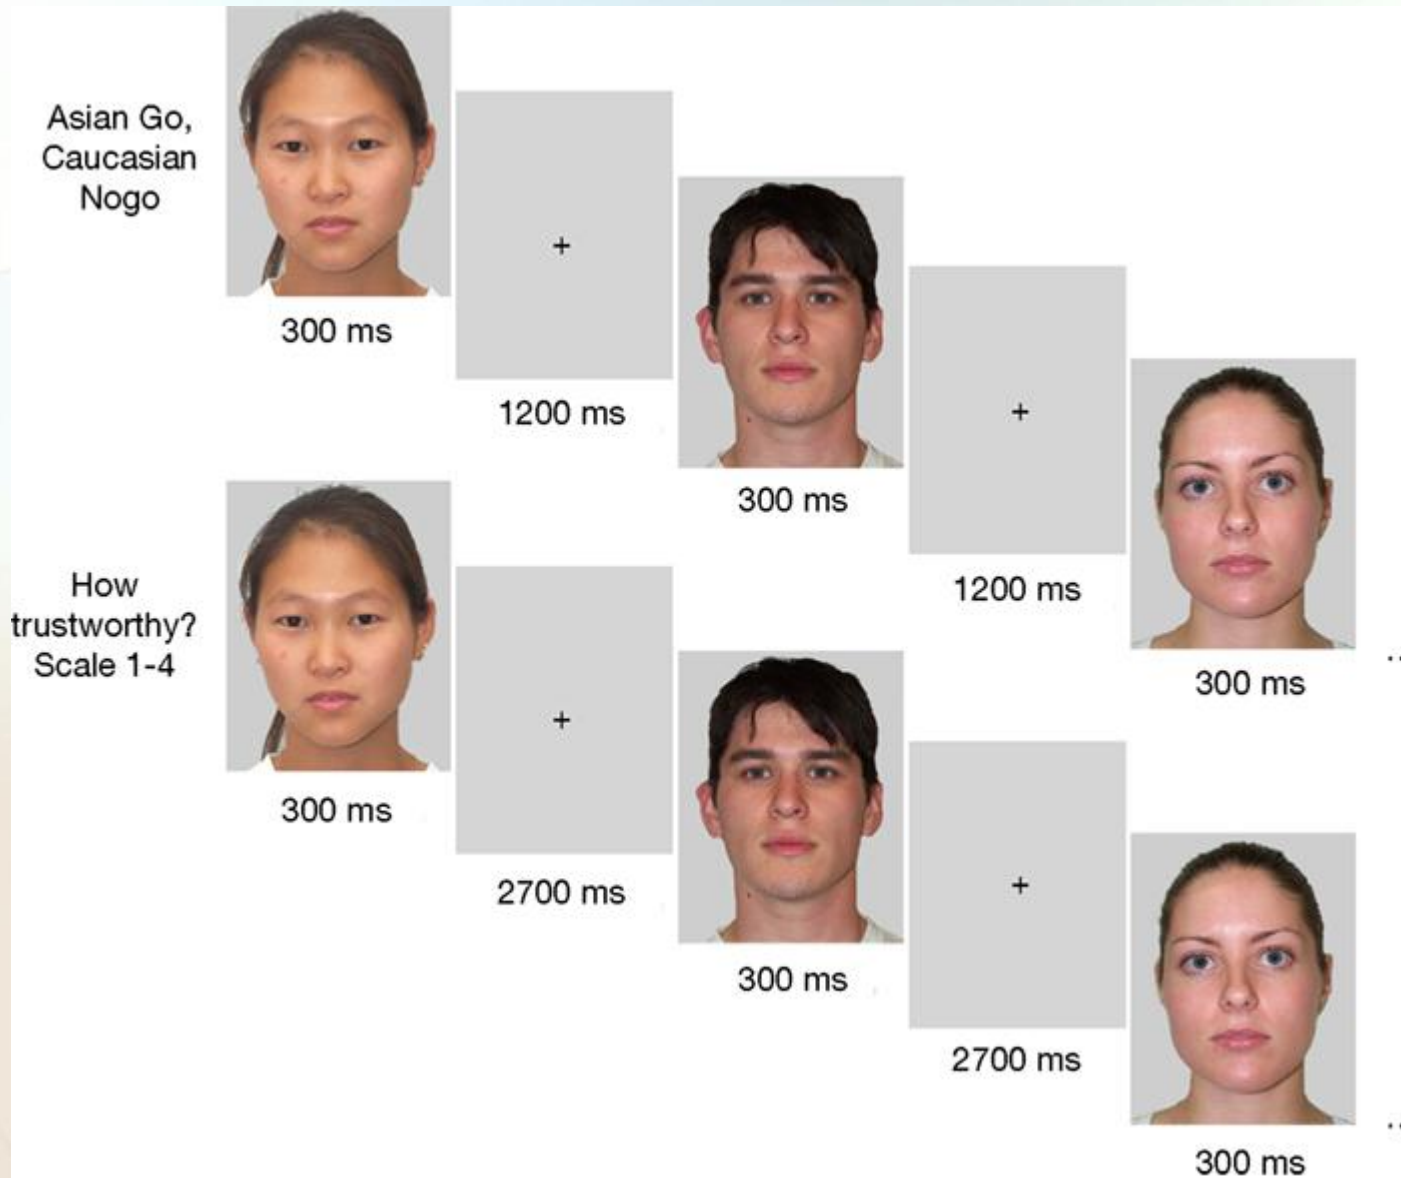 Asian Go,
Caucasian
Nogo
+
+
300 ms
1200 ms
300 ms
1200 ms
300 ms
..
How
trustworthy?
Scale 1-4
+
+
300 ms
2700 ms
300 ms
2700 ms
300 ms
..